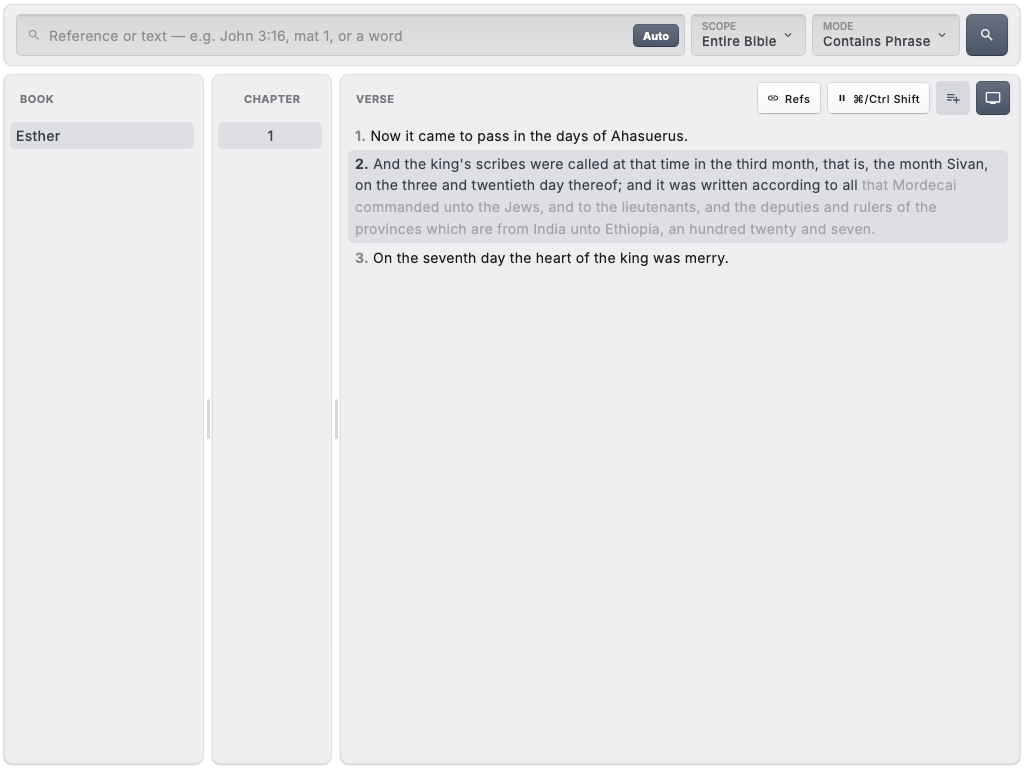 Reference or text — e.g. John 3:16, mat 1, or a word
Auto
SCOPE
Entire Bible
MODE
Contains Phrase
BOOK
Esther
CHAPTER
1
VERSE
Refs
⌘/Ctrl Shift
1. Now it came to pass in the days of Ahasuerus.
2. And the king's scribes were called at that time in the third month, that is, the month Sivan,
on the three and twentieth day thereof; and it was written according to all that Mordecai
commanded unto the Jews, and to the lieutenants, and the deputies and rulers of the
provinces which are from India unto Ethiopia, an hundred twenty and seven.
3. On the seventh day the heart of the king was merry.